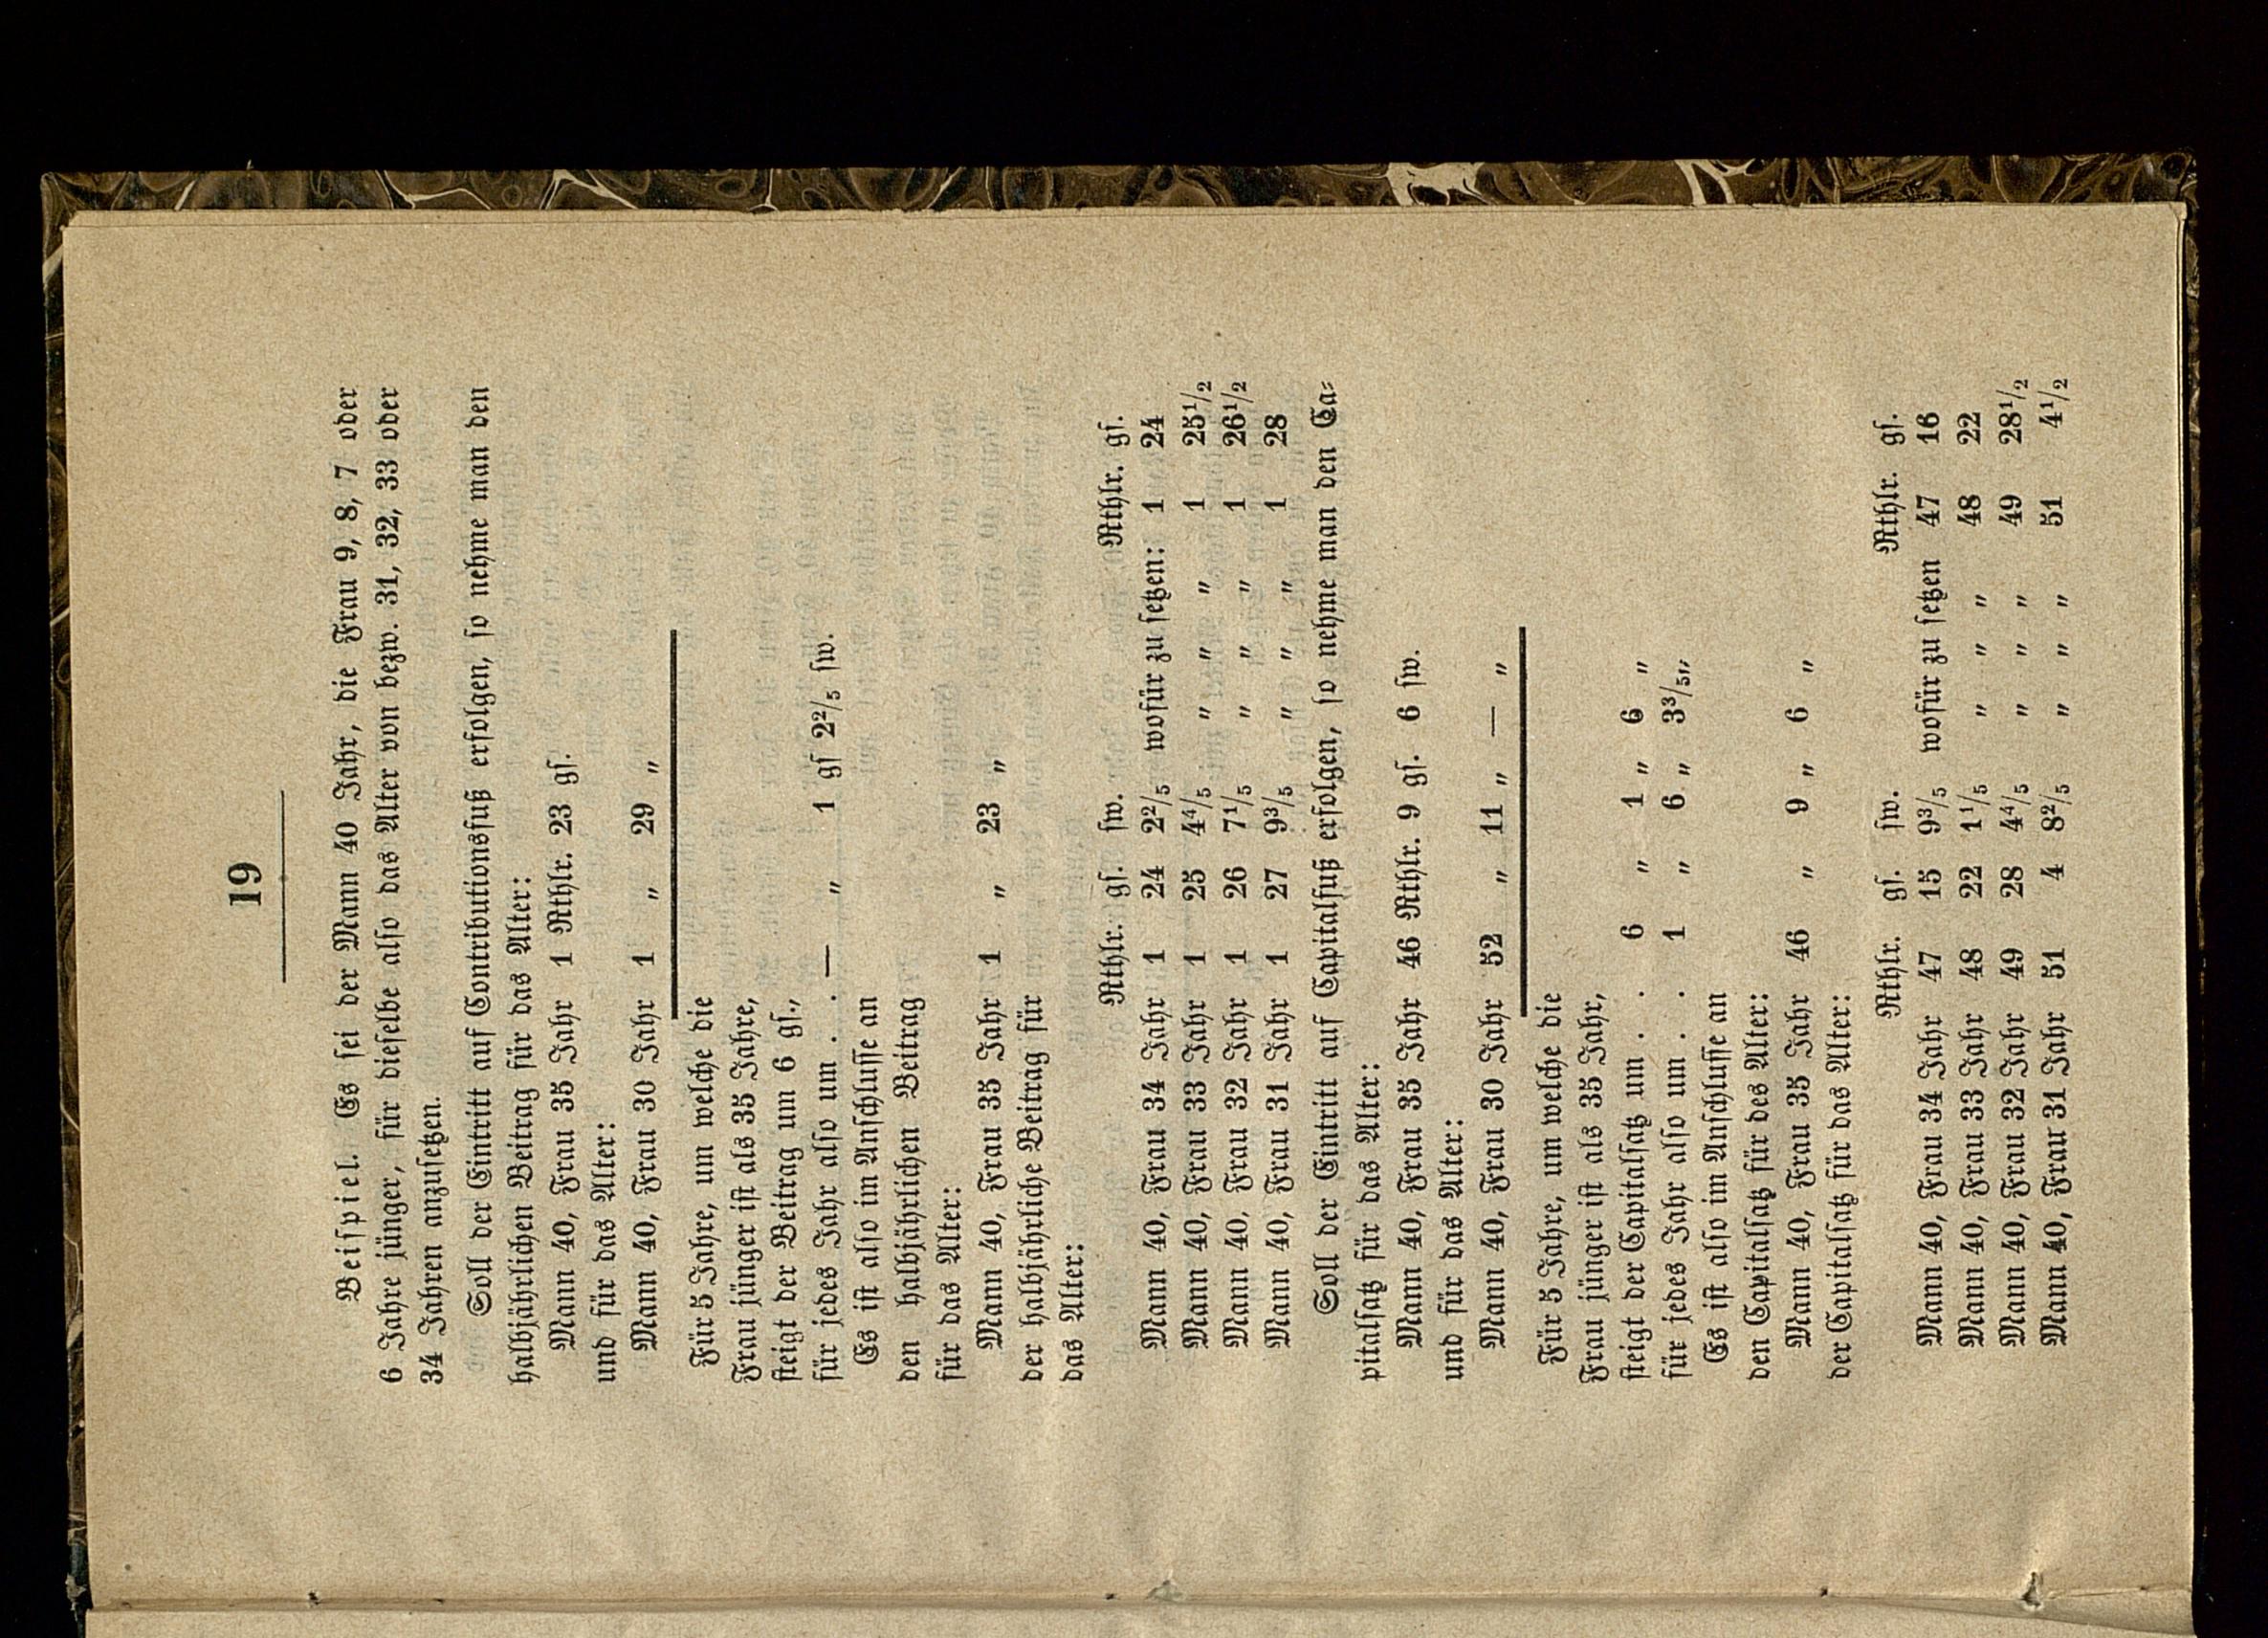 19
Beispiel. Es sei der Mann 40 Jahr, die Frau 9, 8, 7 oder
6 Jahre jünger, für dieselbe also das Alter von bezw. 31, 32, 33 oder
34 Jahren anzusetzen.
Soll der Eintritt auf Contributionsfuß erfolgen, so nehme man den
halbjährlichen Beitrag für das Alter:
Mann 40, Frau 35 Jahr 1 Rthlr. 23 gs.
und für das Alter:
Mann 40, Frau 30 Jahr 1 „ 29 „
Für 5 Jahre, um welche die
Frau jünger ist als 35 Jahre,
steigt der Beitrag um 6 gs.,
für jedes Jahr also um . . — „ 1 gs 2²/₅ sw.
Es ist also im Anschlusse an
den halbjährlichen Beitrag
für das Alter:
Mann 40, Frau 35 Jahr 1 „ 23 „
der halbjährliche Beitrag für
das Alter:
Rthlr. gs. sw. Rthlr. gs.
Mann 40, Frau 34 Jahr 1 24 2²/₅ wofür zu setzen: 1 24
Mann 40, Frau 33 Jahr 1 25 4⁴/₅ „ „ „ 1 25¹/₂
Mann 40, Frau 32 Jahr 1 26 7¹/₅ „ „ „ 1 26¹/₂
Mann 40, Frau 31 Jahr 1 27 9³/₅ „ „ „ 1 28
Soll der Eintritt auf Capitalfuß erfolgen, so nehme man den Ca-
pitalsatz für das Alter:
Mann 40, Frau 35 Jahr 46 Rthlr. 9 gs. 6 sw.
und für das Alter:
Mann 40, Frau 30 Jahr 52 „ 11 „ — „
Für 5 Jahre, um welche die
Frau jünger ist als 35 Jahr,
steigt der Capitalsatz um . . 6 „ 1 „ 6 „
für jedes Jahr also um . . 1 „ 6 „ 3³/₅„
Es ist also im Anschlusse an
den Capitalsatz für des Alter:
Mann 40, Frau 35 Jahr 46 „ 9 „ 6 „
der Capitalsatz für das Alter:
Rthlr. gs. sw. Rthlr. gs.
Mann 40, Frau 34 Jahr 47 15 9³/₅ wofür zu setzen 47 16
Mann 40, Frau 33 Jahr 48 22 1¹/₅ „ „ „ 48 22
Mann 40, Frau 32 Jahr 49 28 4⁴/₅ „ „ „ 49 28¹/₂
Mann 40, Frau 31 Jahr 51 4 8²/₅ „ „ „ 51 4¹/₂